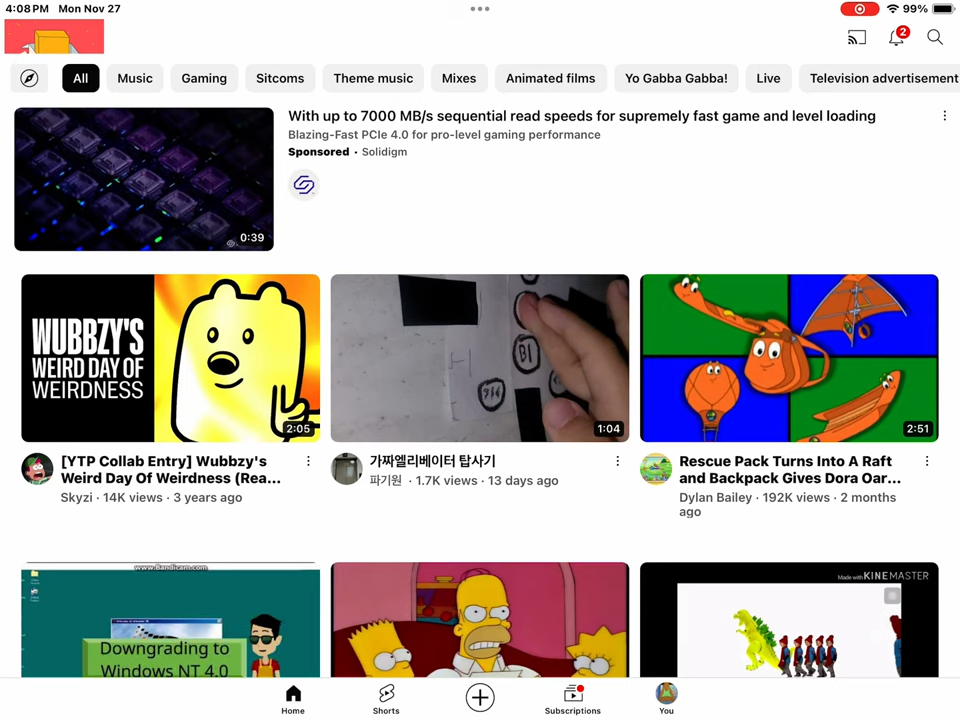 4:08 PM Mon Nov 27
99%
2
All
Music
Gaming
Sitcoms
Theme music
Mixes
Animated films
Yo Gabba Gabba!
Live
Television advertisement
With up to 7000 MB/s sequential read speeds for supremely fast game and level loading
Blazing-Fast PCIe 4.0 for pro-level gaming performance
Sponsored · Solidigm
0:39
WUBBZY'S
WEIRD DAY OF
WEIRDNESS
2:05
H
B1
1:04
2:51
[YTP Collab Entry] Wubbzy's
Weird Day Of Weirdness (Rea...
Skyzi · 14K views · 3 years ago
가짜엘리베이터 탑사기
파기원 · 1.7K views · 13 days ago
Rescue Pack Turns Into A Raft
and Backpack Gives Dora Oar...
Dylan Bailey · 192K views · 2 months
ago
www.Bandicam.com
Downgrading to
Windows NT 4.0
Made with KINEMASTER
Home
Shorts
Subscriptions
You